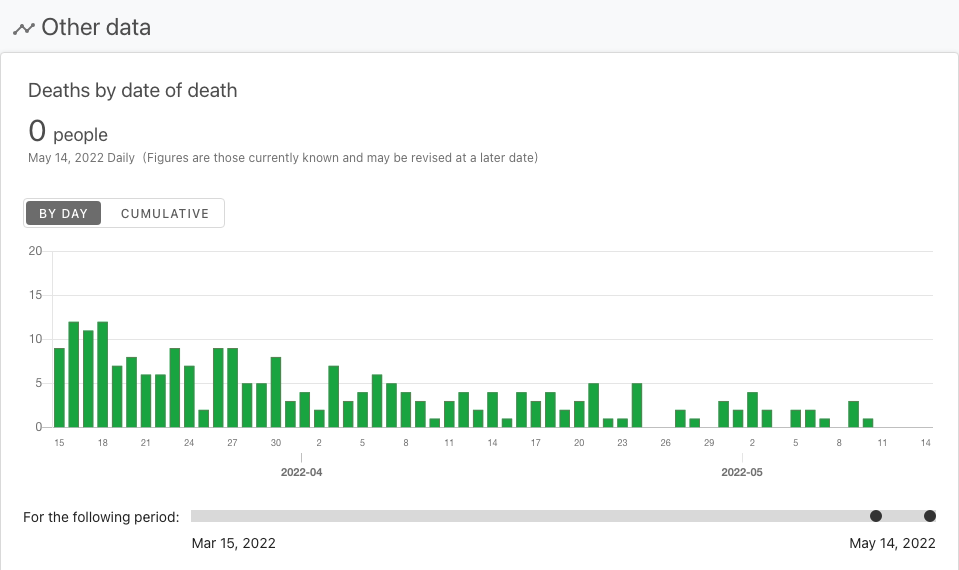 Other data
Deaths by date of death
0 people
May 14, 2022 Daily (Figures are those currently known and may be revised at a later date)
BY DAY CUMULATIVE
20
15
10
5
0
15 18 21 24 27 30 2 5 8 11 14 17 20 23 26 29 2 5 8 11 14
2022-04 2022-05
For the following period:
Mar 15, 2022 May 14, 2022